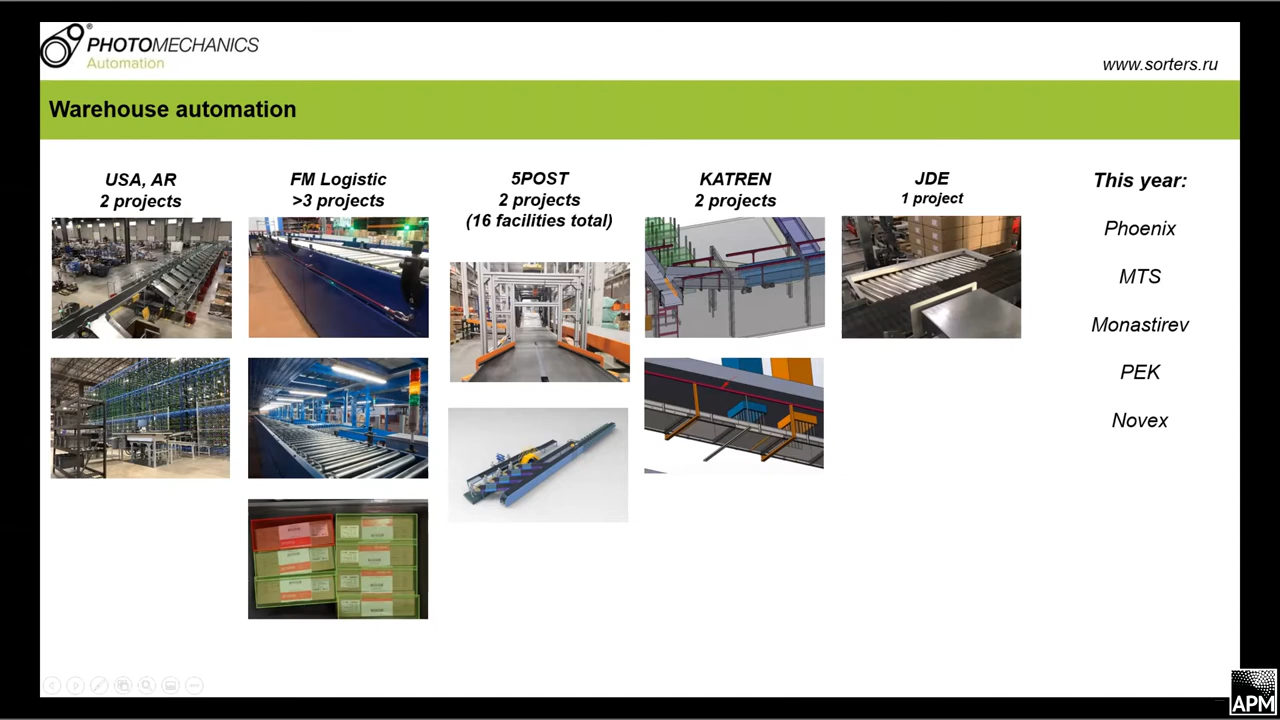 PHOTOMECHANICS®
Automation
www.sorters.ru
Warehouse automation
USA, AR
2 projects
FM Logistic
>3 projects
5POST
2 projects
(16 facilities total)
KATREN
2 projects
JDE
1 project
This year:
Phoenix
MTS
Monastirev
PEK
Novex
APM